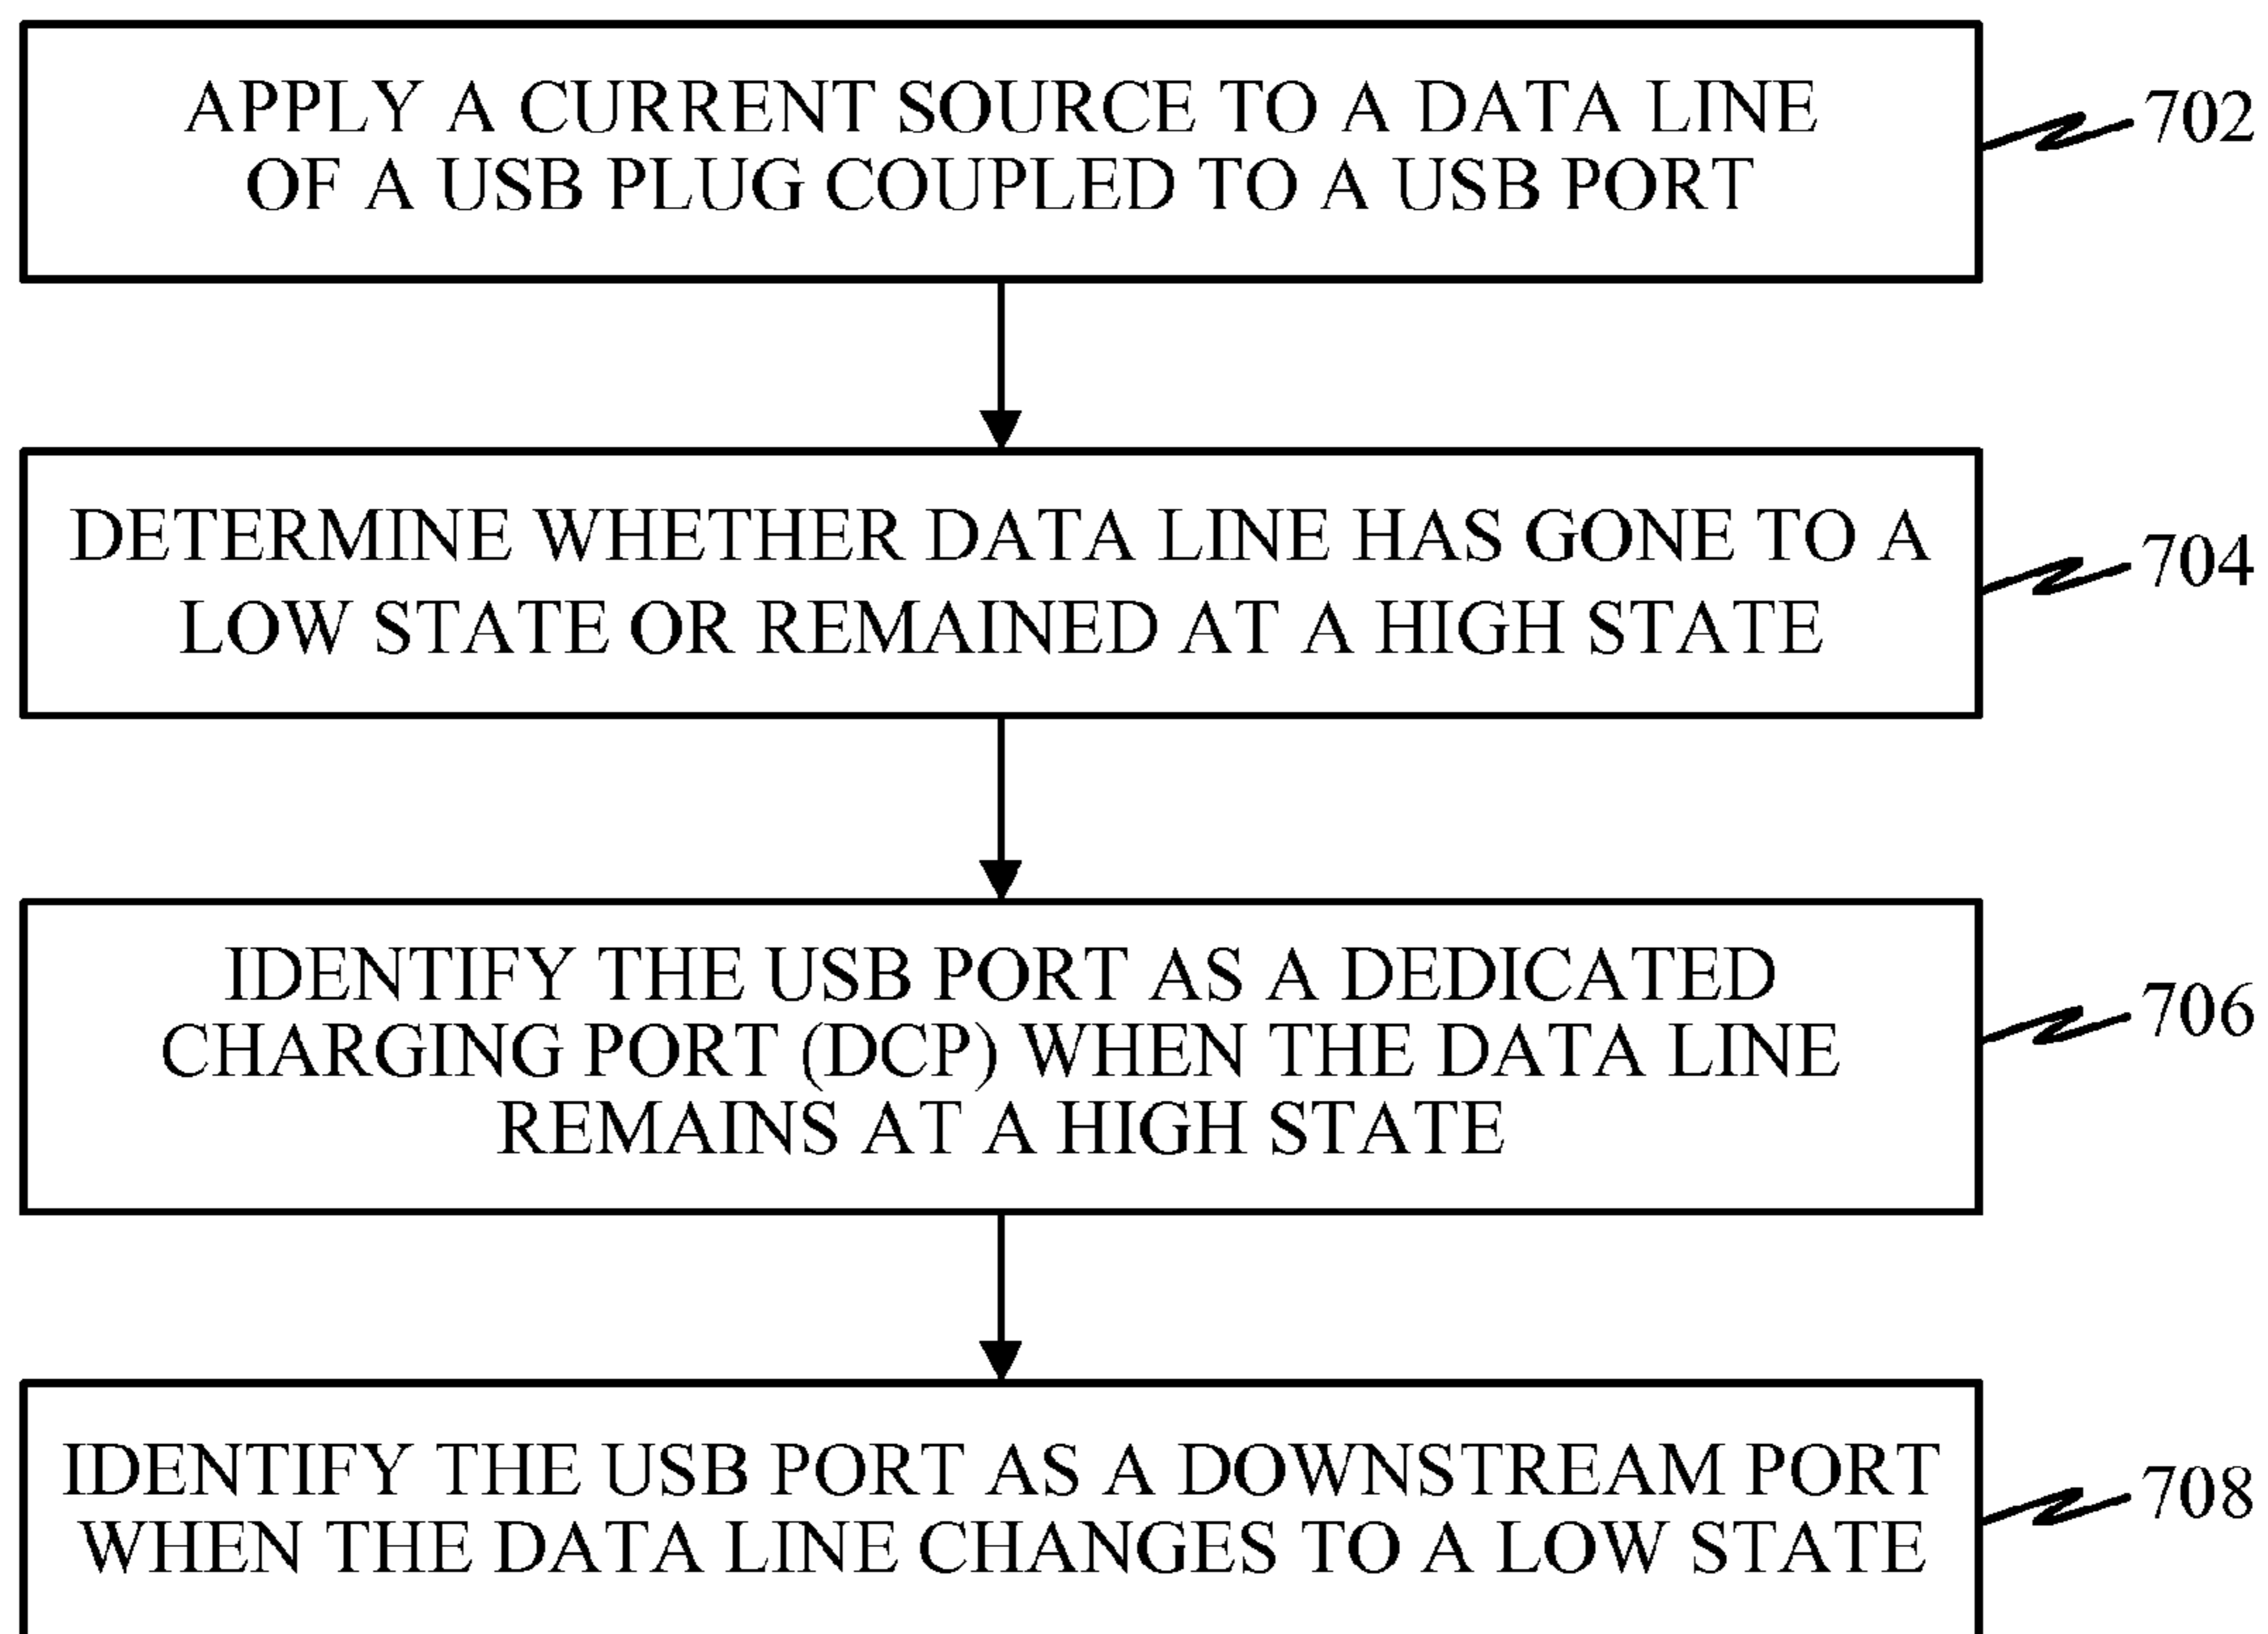 APPLY A CURRENT SOURCE TO A DATA LINE
OF A USB PLUG COUPLED TO A USB PORT
702
DETERMINE WHETHER DATA LINE HAS GONE TO A
LOW STATE OR REMAINED AT A HIGH STATE
704
IDENTIFY THE USB PORT AS A DEDICATED
CHARGING PORT (DCP) WHEN THE DATA LINE
REMAINS AT A HIGH STATE
706
IDENTIFY THE USB PORT AS A DOWNSTREAM PORT
WHEN THE DATA LINE CHANGES TO A LOW STATE
708